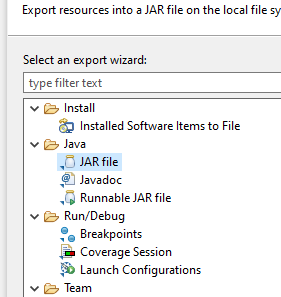 Export resources into a JAR file on the local file sy
Select an export wizard:
type filter text
Install
Installed Software Items to File
Java
JAR file
Javadoc
Runnable JAR file
Run/Debug
Breakpoints
Coverage Session
Launch Configurations
Team